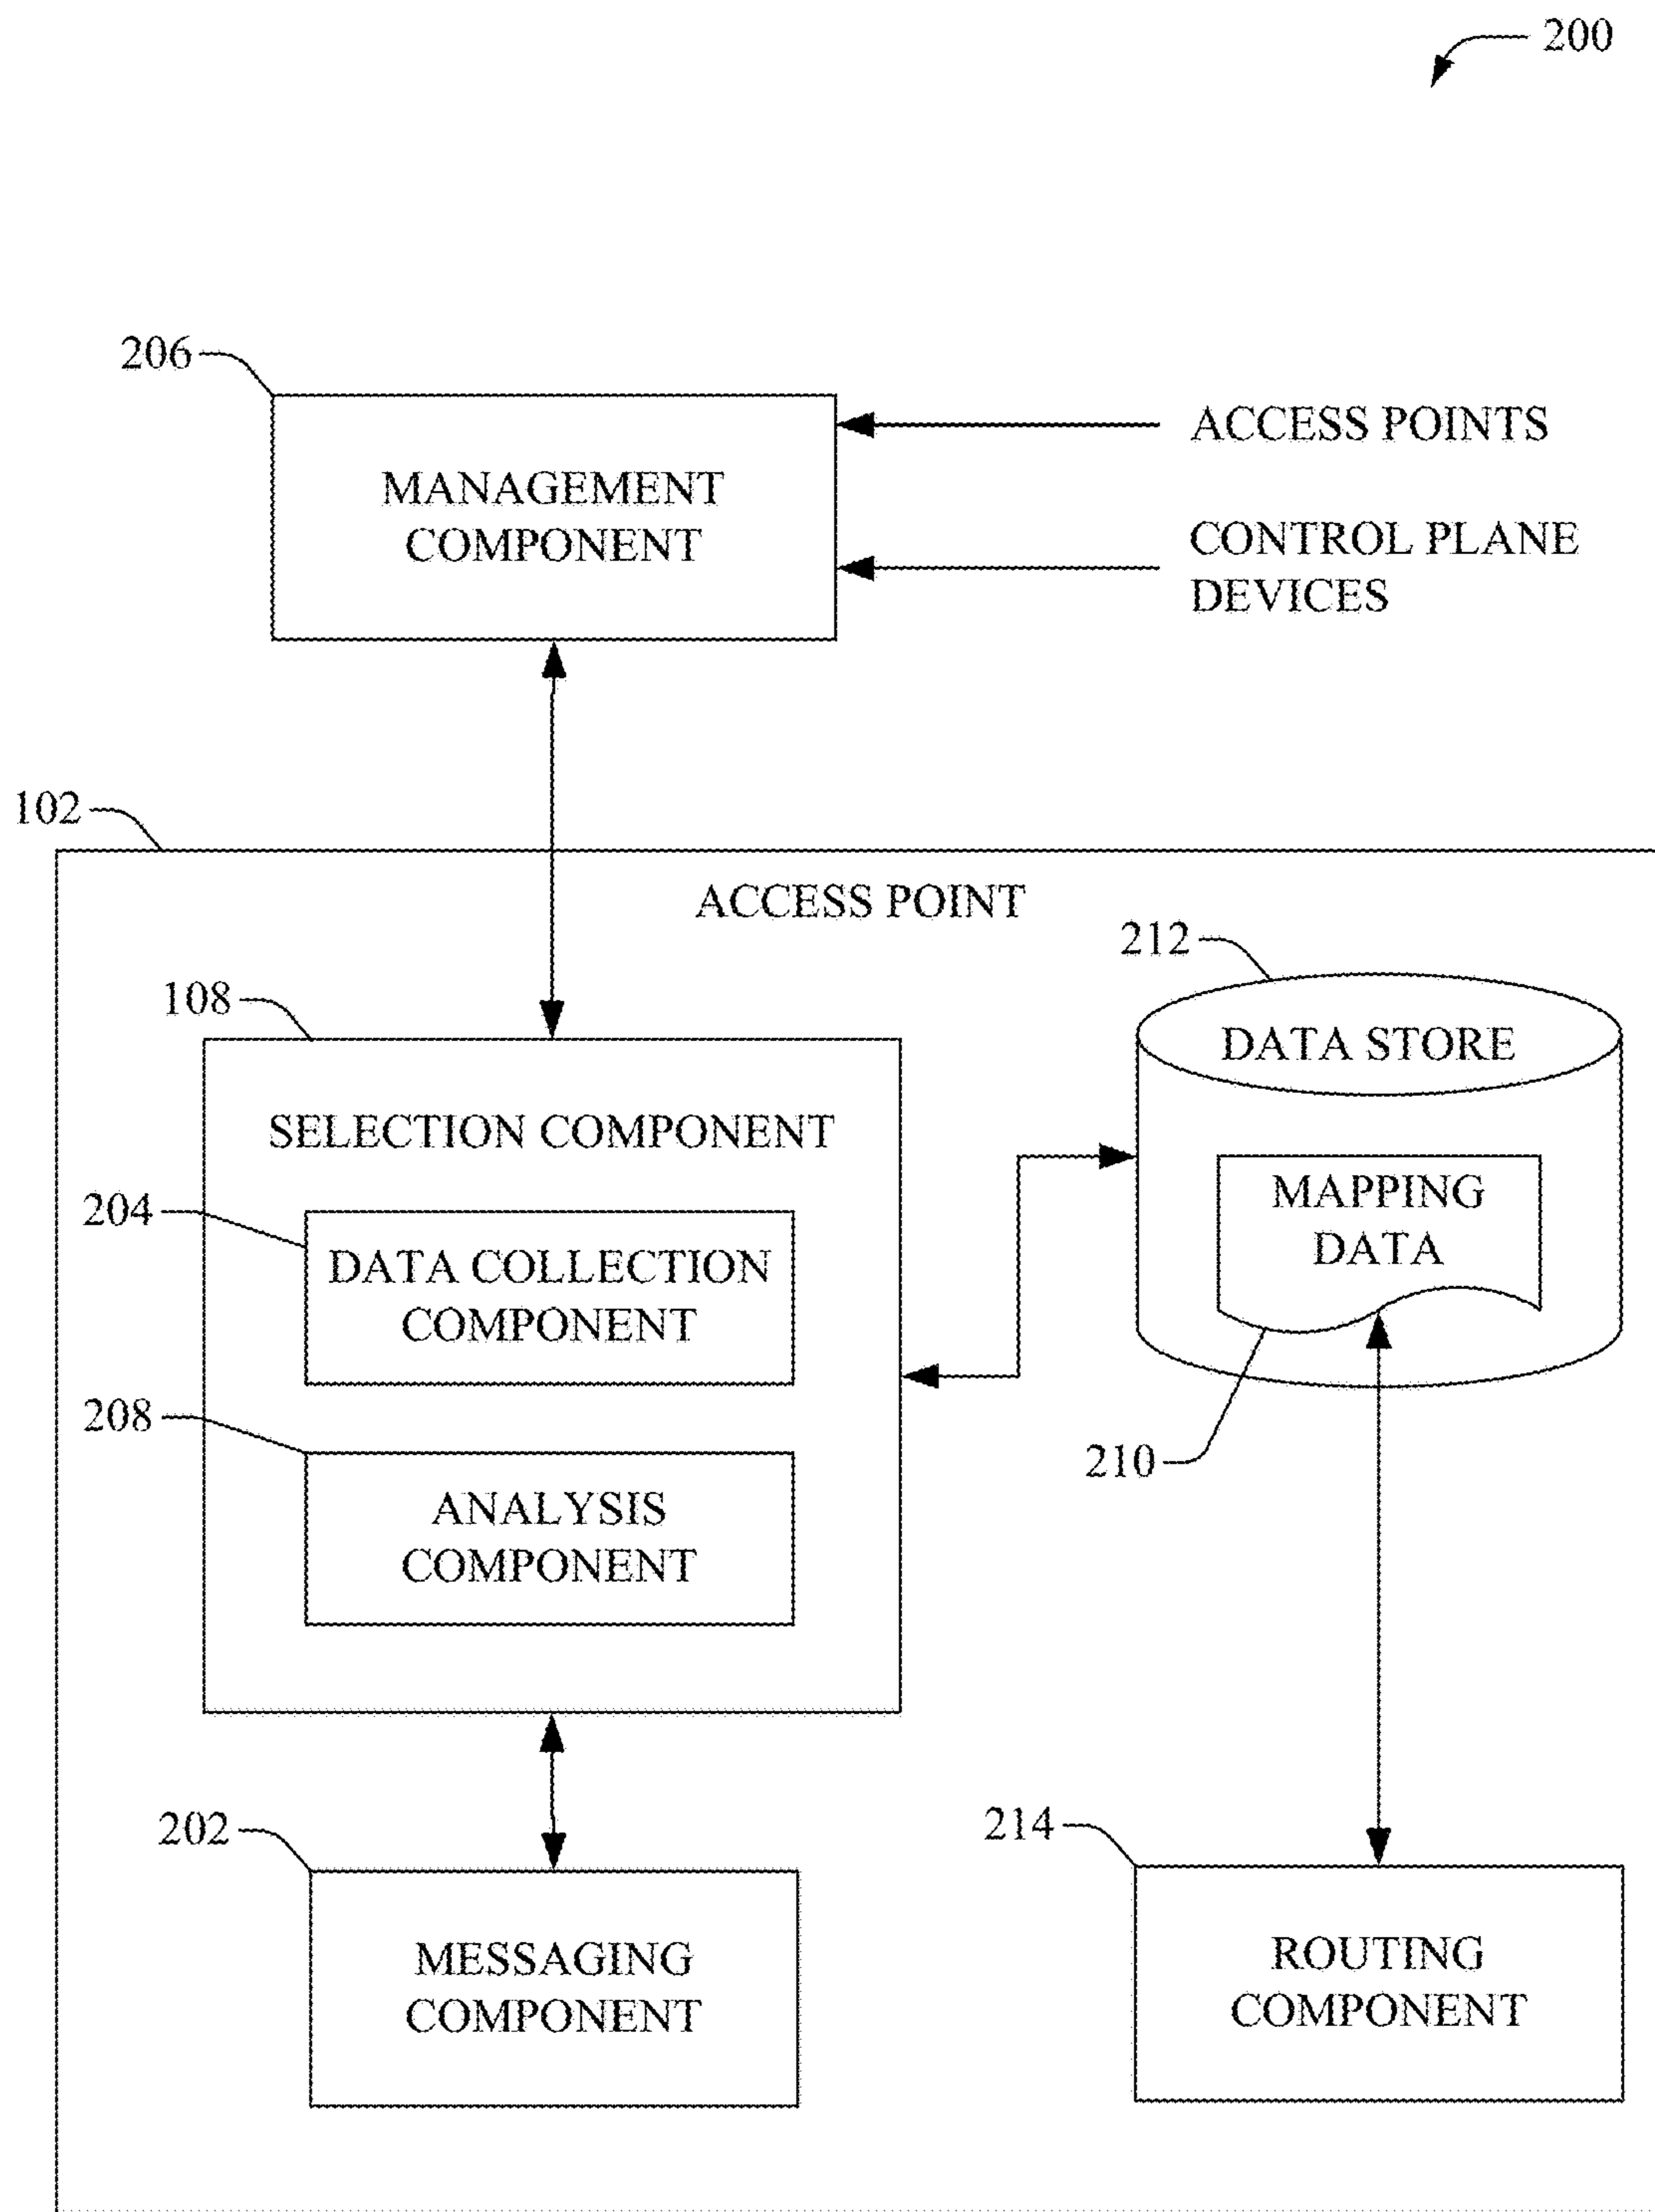 200
206
MANAGEMENT
COMPONENT
ACCESS POINTS
CONTROL PLANE
DEVICES
102
ACCESS POINT
212
DATA STORE
108
SELECTION COMPONENT
MAPPING
DATA
204
DATA COLLECTION
COMPONENT
208
210
ANALYSIS
COMPONENT
202
MESSAGING
COMPONENT
214
ROUTING
COMPONENT